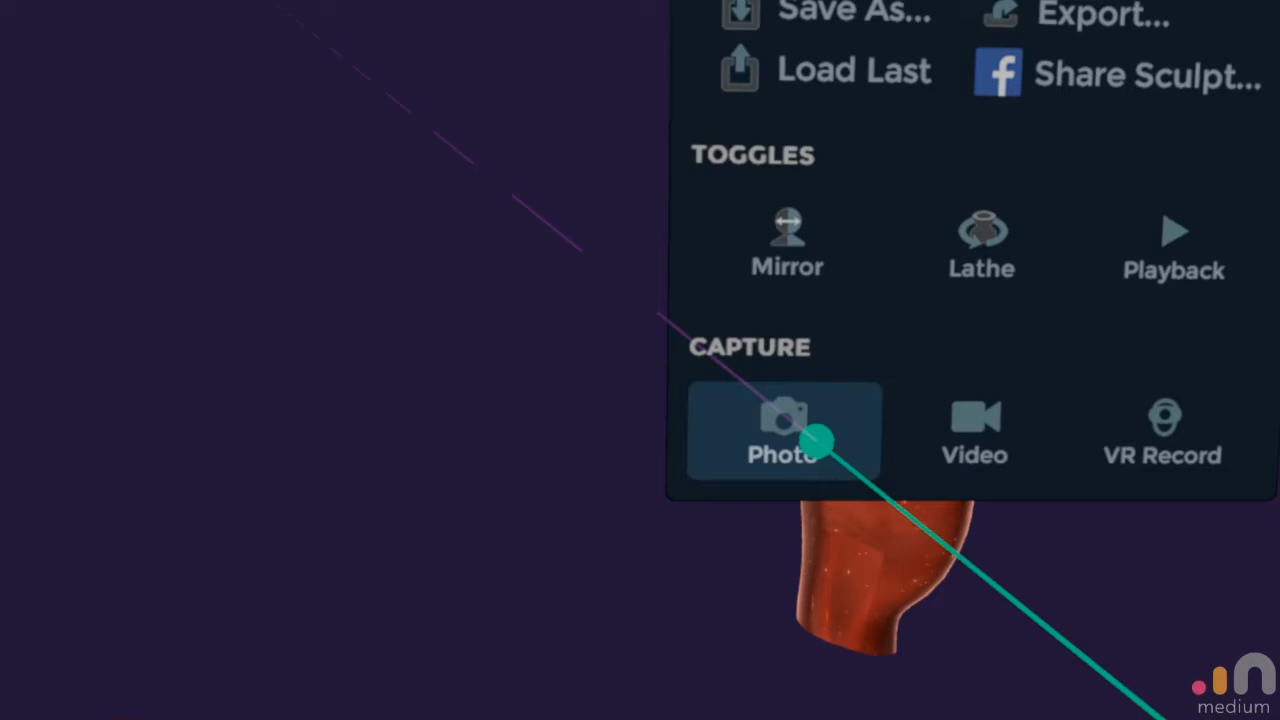 Save As... Export...
Load Last Share Sculpt...
TOGGLES
Mirror Lathe Playback
CAPTURE
Photo Video VR Record
medium